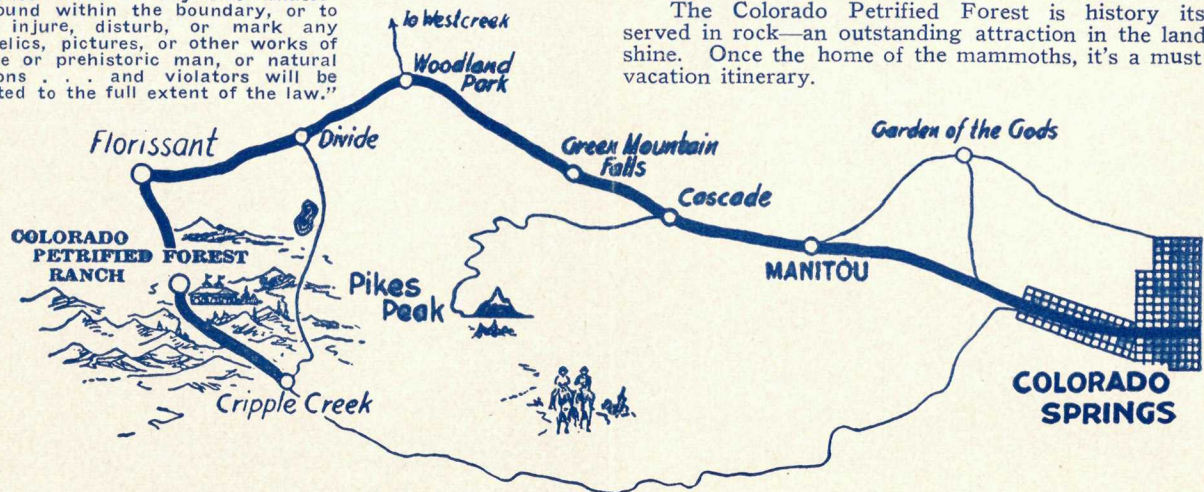 ound within the boundary, or to
injure, disturb, or mark any
elics, pictures, or other works of
e or prehistoric man, or natural
ons . . . and violators will be
ted to the full extent of the law."
The Colorado Petrified Forest is history its
served in rock—an outstanding attraction in the land
shine. Once the home of the mammoths, it's a must
vacation itinerary.
to Westcreek
Woodland
Park
Florissant
Divide
Green Mountain
Falls
Garden of the Gods
Cascade
COLORADO
PETRIFIED FOREST
RANCH
MANITOU
Pikes
Peak
Cripple Creek
COLORADO
SPRINGS